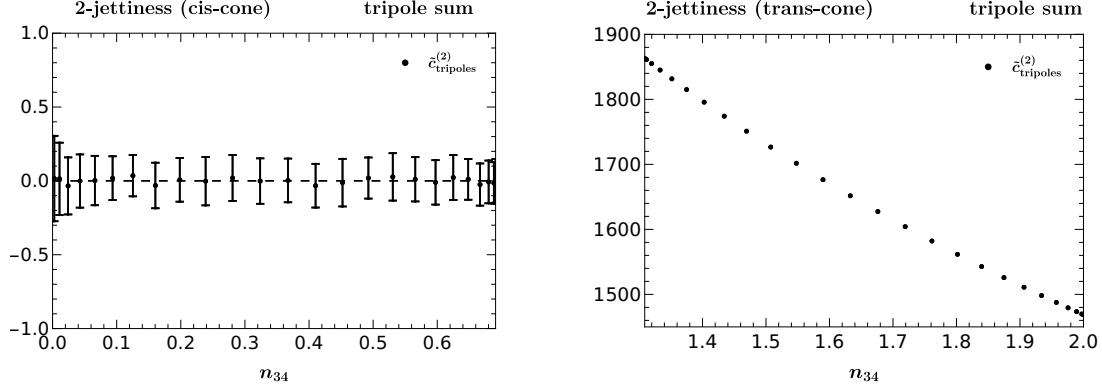 2-jettiness (cis-cone) tripole sum
1.0
0.5
0.0
−0.5
−1.0
c̃(2)tripoles
0.0 0.1 0.2 0.3 0.4 0.5 0.6
n34
2-jettiness (trans-cone) tripole sum
1900
1800
1700
1600
1500
c̃(2)tripoles
1.4 1.5 1.6 1.7 1.8 1.9 2.0
n34